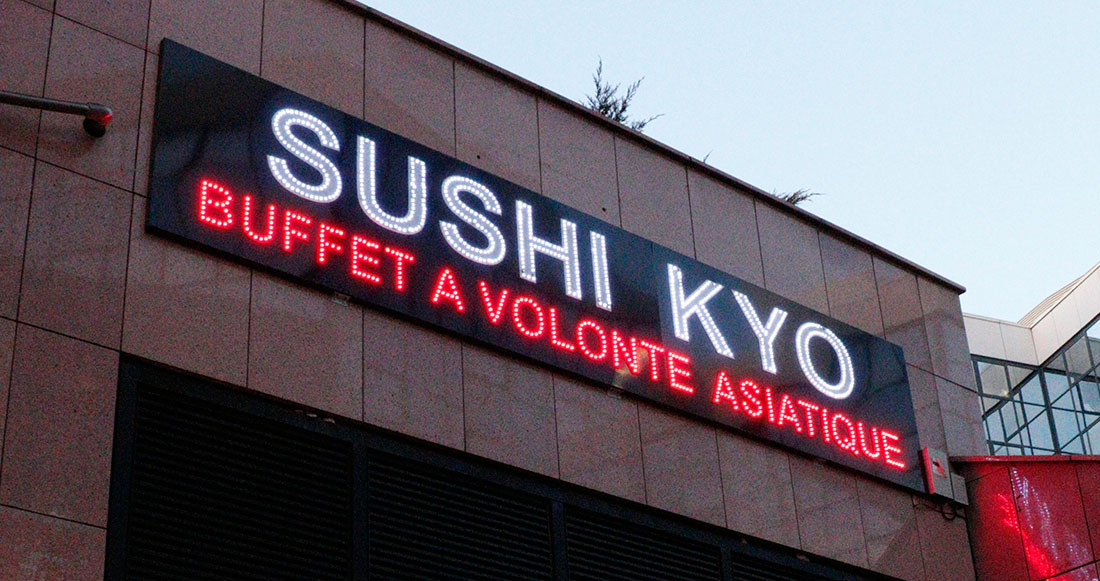 SUSHI KYO
BUFFET A VOLONTE ASIATIQUE